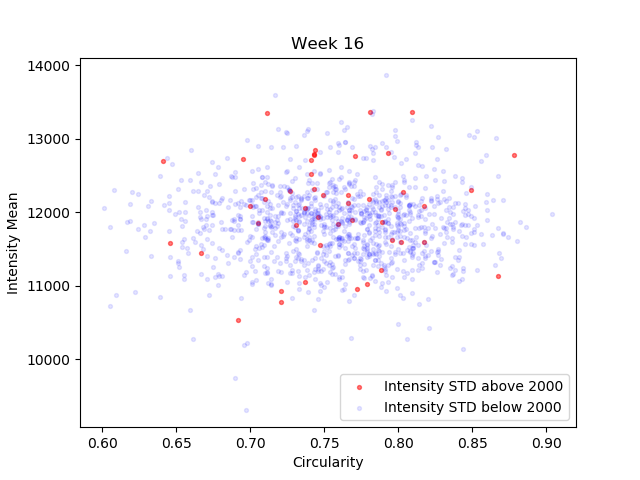 Week 16
14000
13000
12000
11000
10000
Intensity Mean
0.60 0.65 0.70 0.75 0.80 0.85 0.90
Circularity
Intensity STD above 2000
Intensity STD below 2000